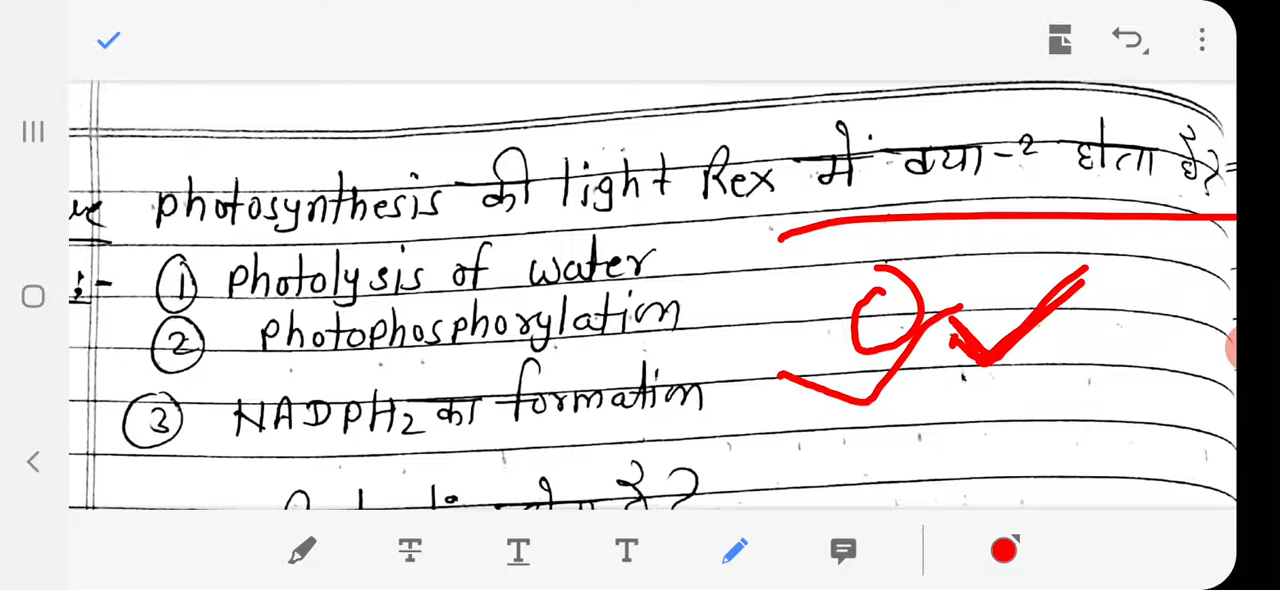 photosynthesis की light Rex में क्या-2 होता है?
:- ① photolysis of water
② photophosphorylation
③ NADPH2 का formation